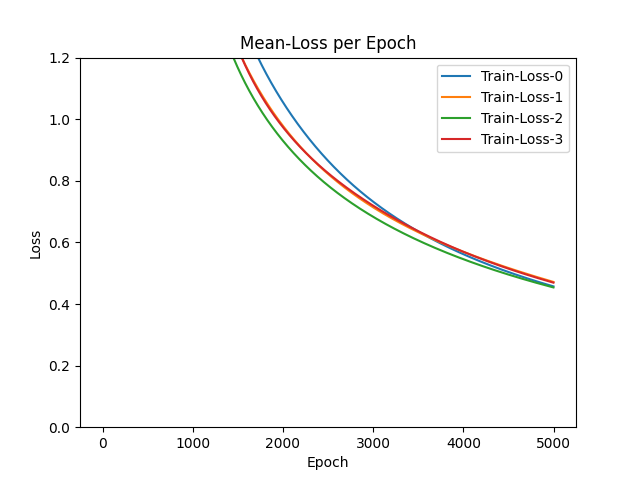 Mean-Loss per Epoch
1.2
1.0
0.8
0.6
0.4
0.2
0.0
Loss
Train-Loss-0
Train-Loss-1
Train-Loss-2
Train-Loss-3
0 1000 2000 3000 4000 5000
Epoch